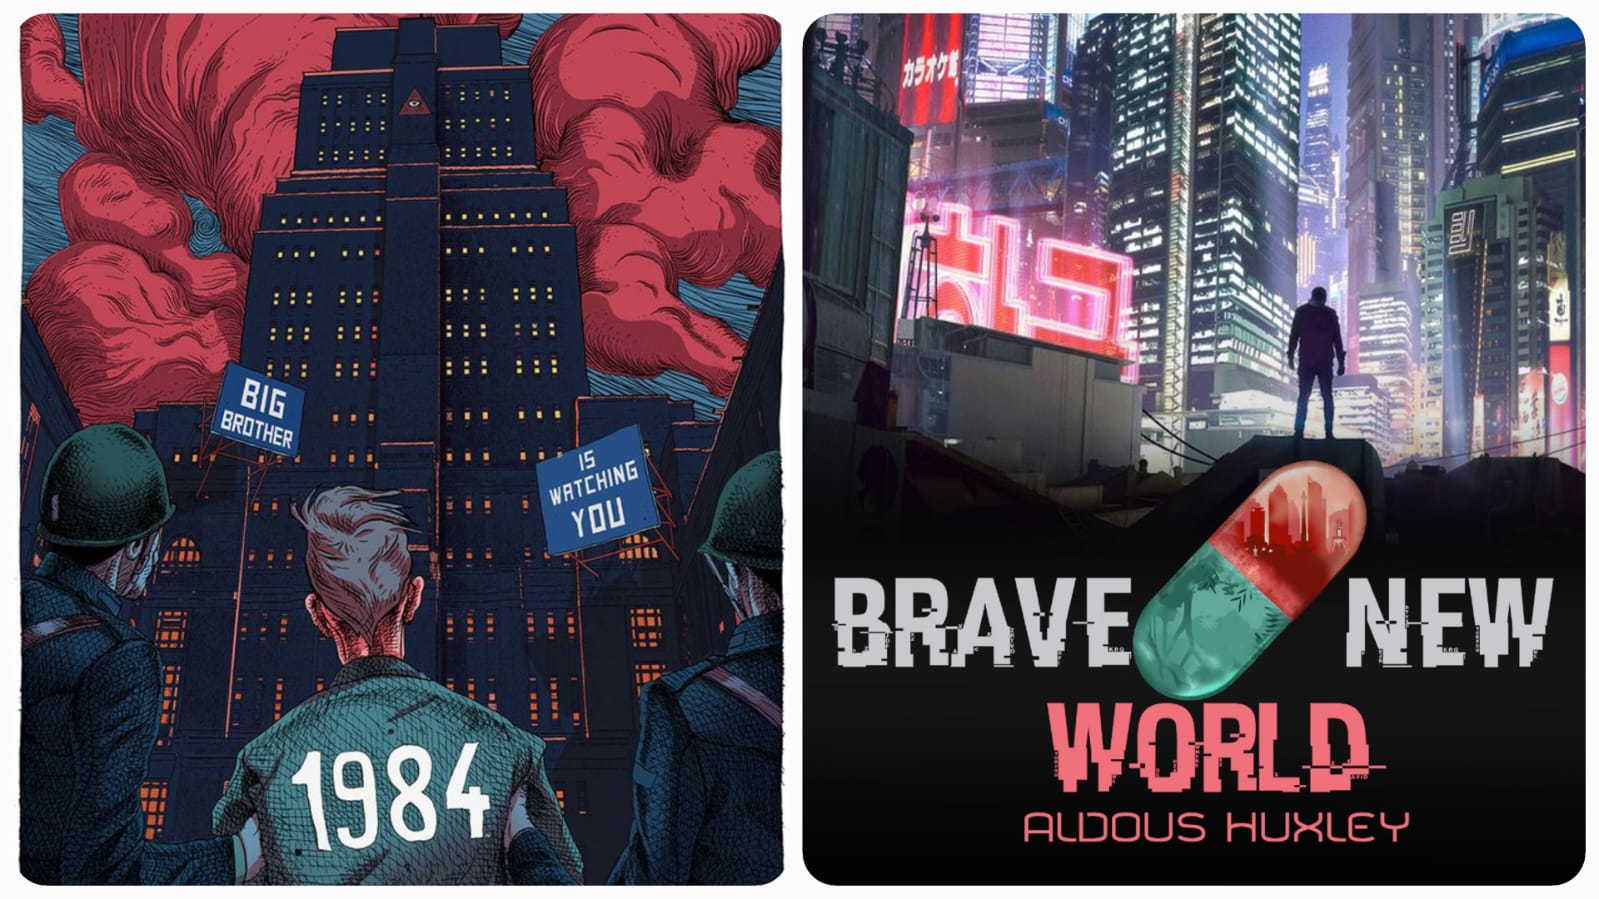 BIG
BROTHER
IS
WATCHING
YOU
1984
カラオケ館
BRAVE NEW
WORLD
ALDOUS HUXLEY